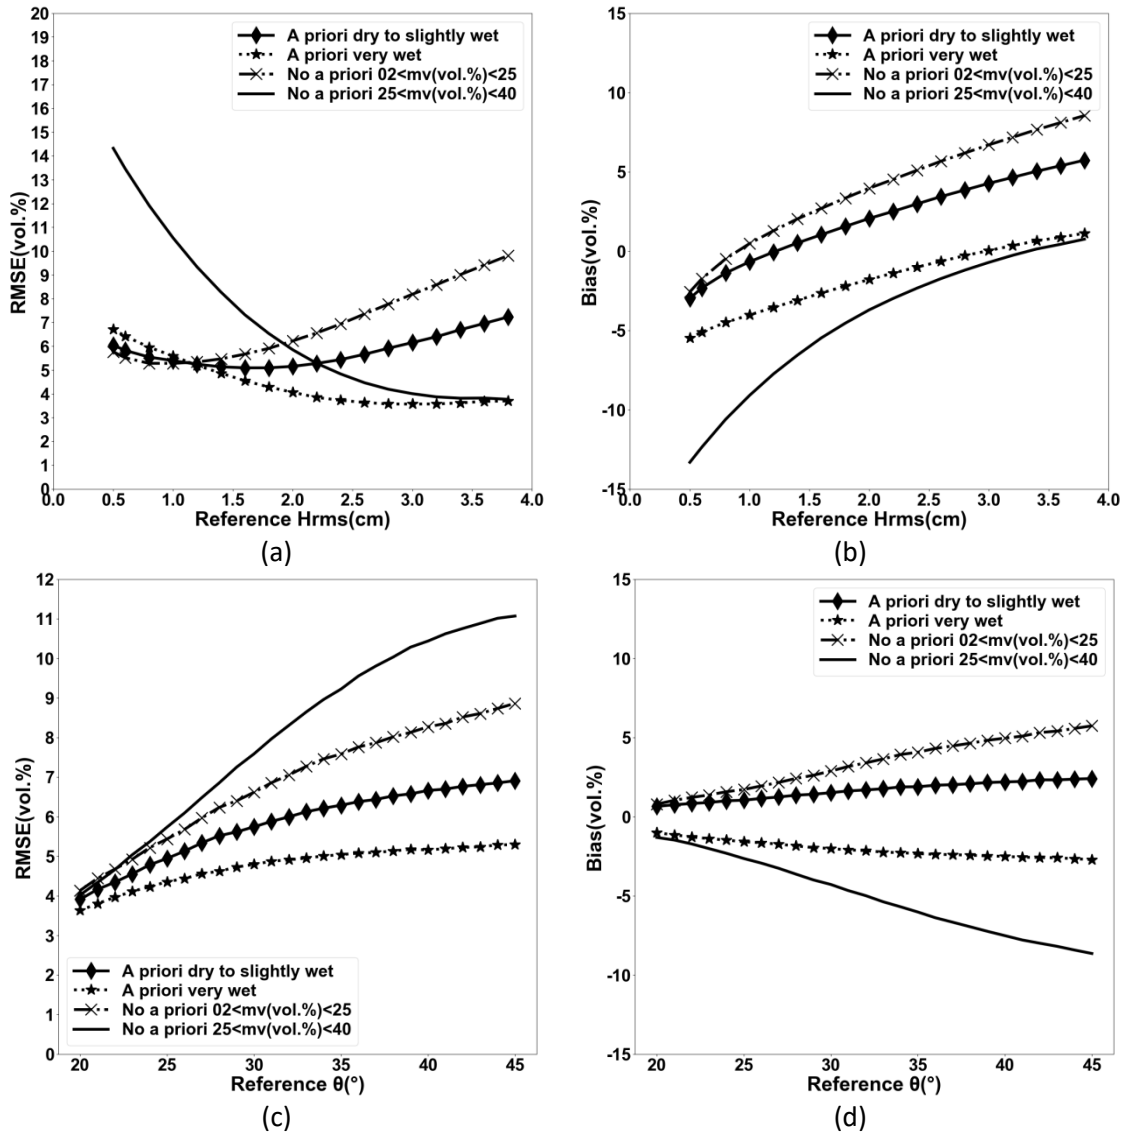 20
19
18
17
16
15
14
13
12
11
10
9
8
7
6
5
4
3
2
1
0
RMSE(vol.%)
A priori dry to slightly wet
A priori very wet
No a priori 02<mv(vol.%)<25
No a priori 25<mv(vol.%)<40
0.0 0.5 1.0 1.5 2.0 2.5 3.0 3.5 4.0
Reference Hrms(cm)
(a)
15
10
5
0
-5
-10
-15
Bias(vol.%)
A priori dry to slightly wet
A priori very wet
No a priori 02<mv(vol.%)<25
No a priori 25<mv(vol.%)<40
0.0 0.5 1.0 1.5 2.0 2.5 3.0 3.5 4.0
Reference Hrms(cm)
(b)
12
11
10
9
8
7
6
5
4
3
2
1
0
RMSE(vol.%)
A priori dry to slightly wet
A priori very wet
No a priori 02<mv(vol.%)<25
No a priori 25<mv(vol.%)<40
20 25 30 35 40 45
Reference θ(°)
(c)
15
10
5
0
-5
-10
-15
Bias(vol.%)
A priori dry to slightly wet
A priori very wet
No a priori 02<mv(vol.%)<25
No a priori 25<mv(vol.%)<40
20 25 30 35 40 45
Reference θ(°)
(d)